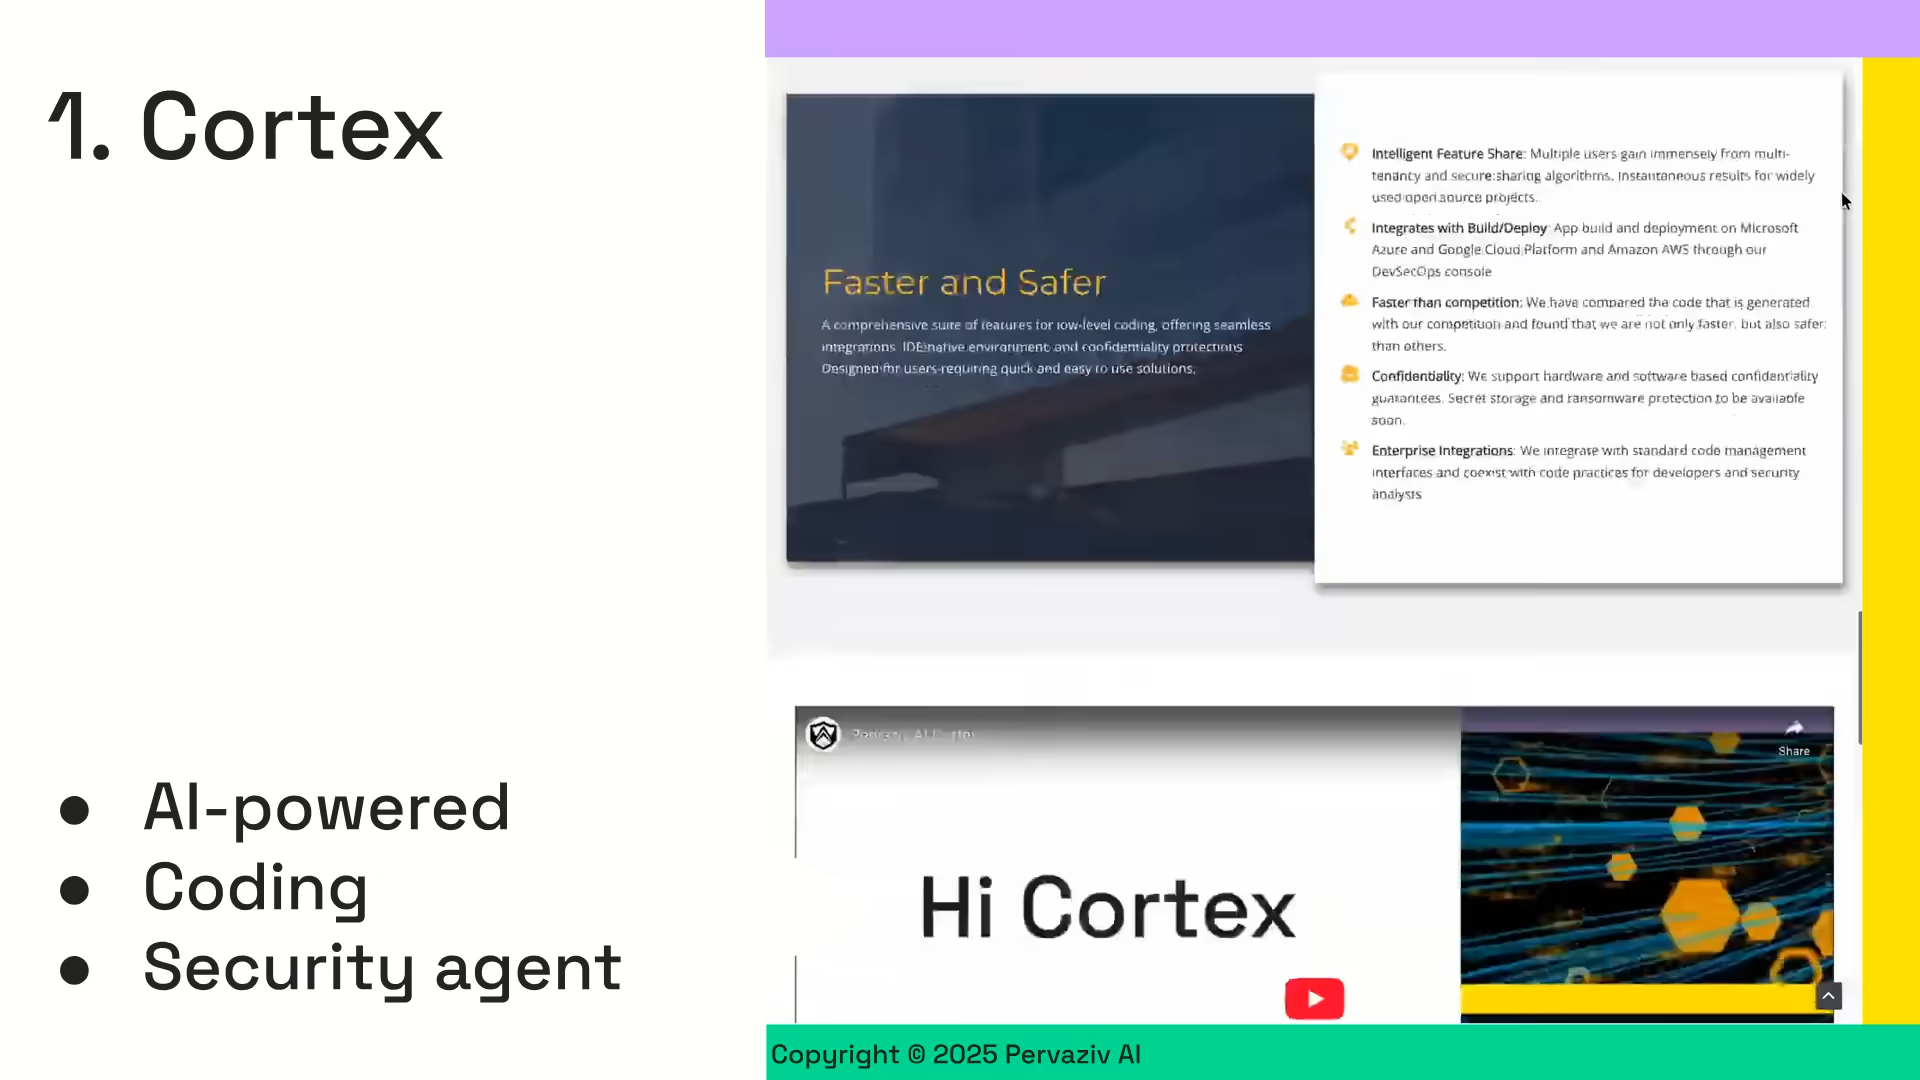 1. Cortex
● AI-powered
● Coding
● Security agent
Faster and Safer
A comprehensive suite of features for low-level coding, offering seamless
integrations, IDE native environment and confidentiality protections
Designed for users requiring quick and easy to use solutions.
Intelligent Feature Share: Multiple users gain immensely from multi-
tenancy and secure sharing algorithms. Instantaneous results for widely
used open source projects.
Integrates with Build/Deploy: App build and deployment on Microsoft
Azure and Google Cloud Platform and Amazon AWS through our
DevSecOps console
Faster than competition: We have compared the code that is generated
with our competition and found that we are not only faster, but also safer
than others.
Confidentiality: We support hardware and software based confidentiality
guarantees. Secret storage and ransomware protection to be available
soon.
Enterprise Integrations: We integrate with standard code management
interfaces and coexist with code practices for developers and security
analysts
Pervaziv AI Cortex
Share
Hi Cortex
Copyright © 2025 Pervaziv AI